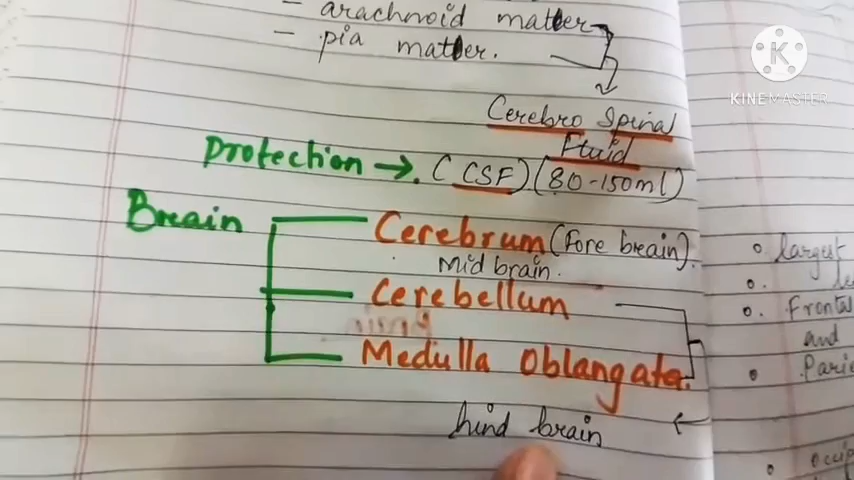 - arachnoid matter
- pia matter.
Cerebro Spinal
Fluid
Protection → (CSF) (80-150ml)
Brain
Cerebrum (Fore brain).
Mid brain.
Cerebellum
Medulla Oblangata.
hind brain
largest
Frontal
and
K
KINEMASTER